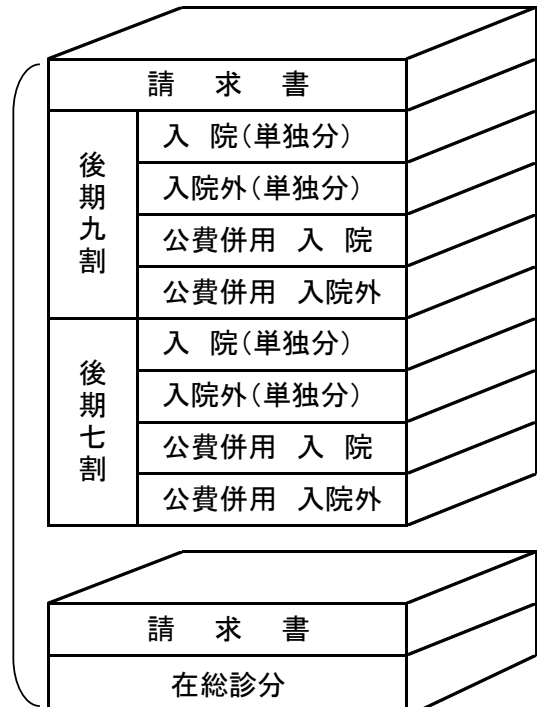 請 求 書
後期九割
入 院(単独分)
入院外(単独分)
公費併用 入 院
公費併用 入院外
後期七割
入 院(単独分)
入院外(単独分)
公費併用 入 院
公費併用 入院外
請 求 書
在総診分